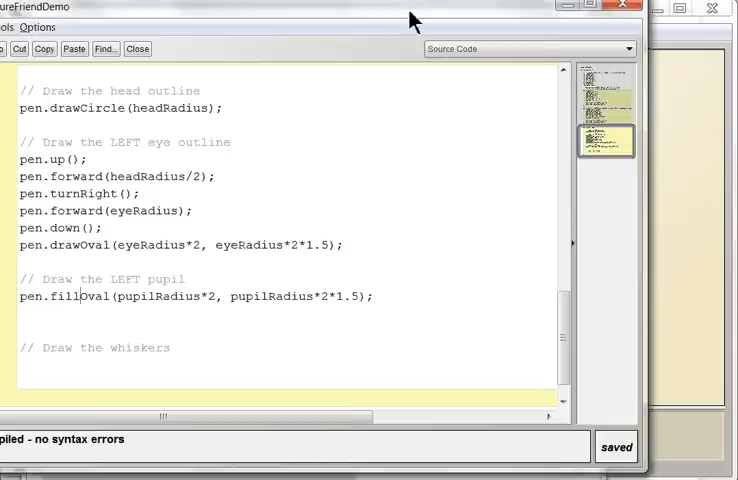 ureFriendDemo
ols Options
o Cut Copy Paste Find... Close Source Code
// Draw the head outline
pen.drawCircle(headRadius);
// Draw the LEFT eye outline
pen.up();
pen.forward(headRadius/2);
pen.turnRight();
pen.forward(eyeRadius);
pen.down();
pen.drawOval(eyeRadius*2, eyeRadius*2*1.5);
// Draw the LEFT pupil
pen.fillOval(pupilRadius*2, pupilRadius*2*1.5);
// Draw the whiskers
piled - no syntax errors
saved